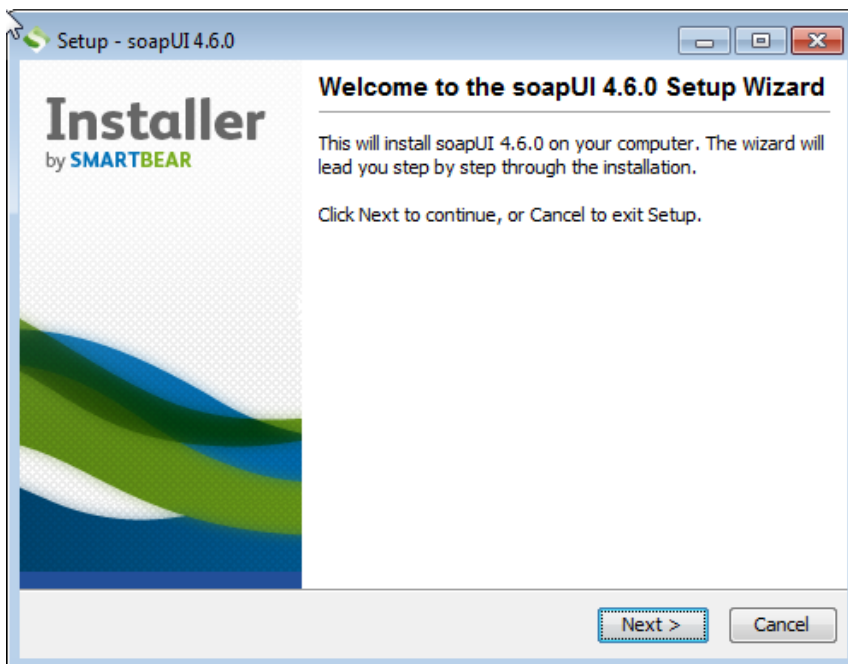 Setup - soapUI 4.6.0
Installer
by SMARTBEAR
Welcome to the soapUI 4.6.0 Setup Wizard
This will install soapUI 4.6.0 on your computer. The wizard will
lead you step by step through the installation.
Click Next to continue, or Cancel to exit Setup.
Next >
Cancel